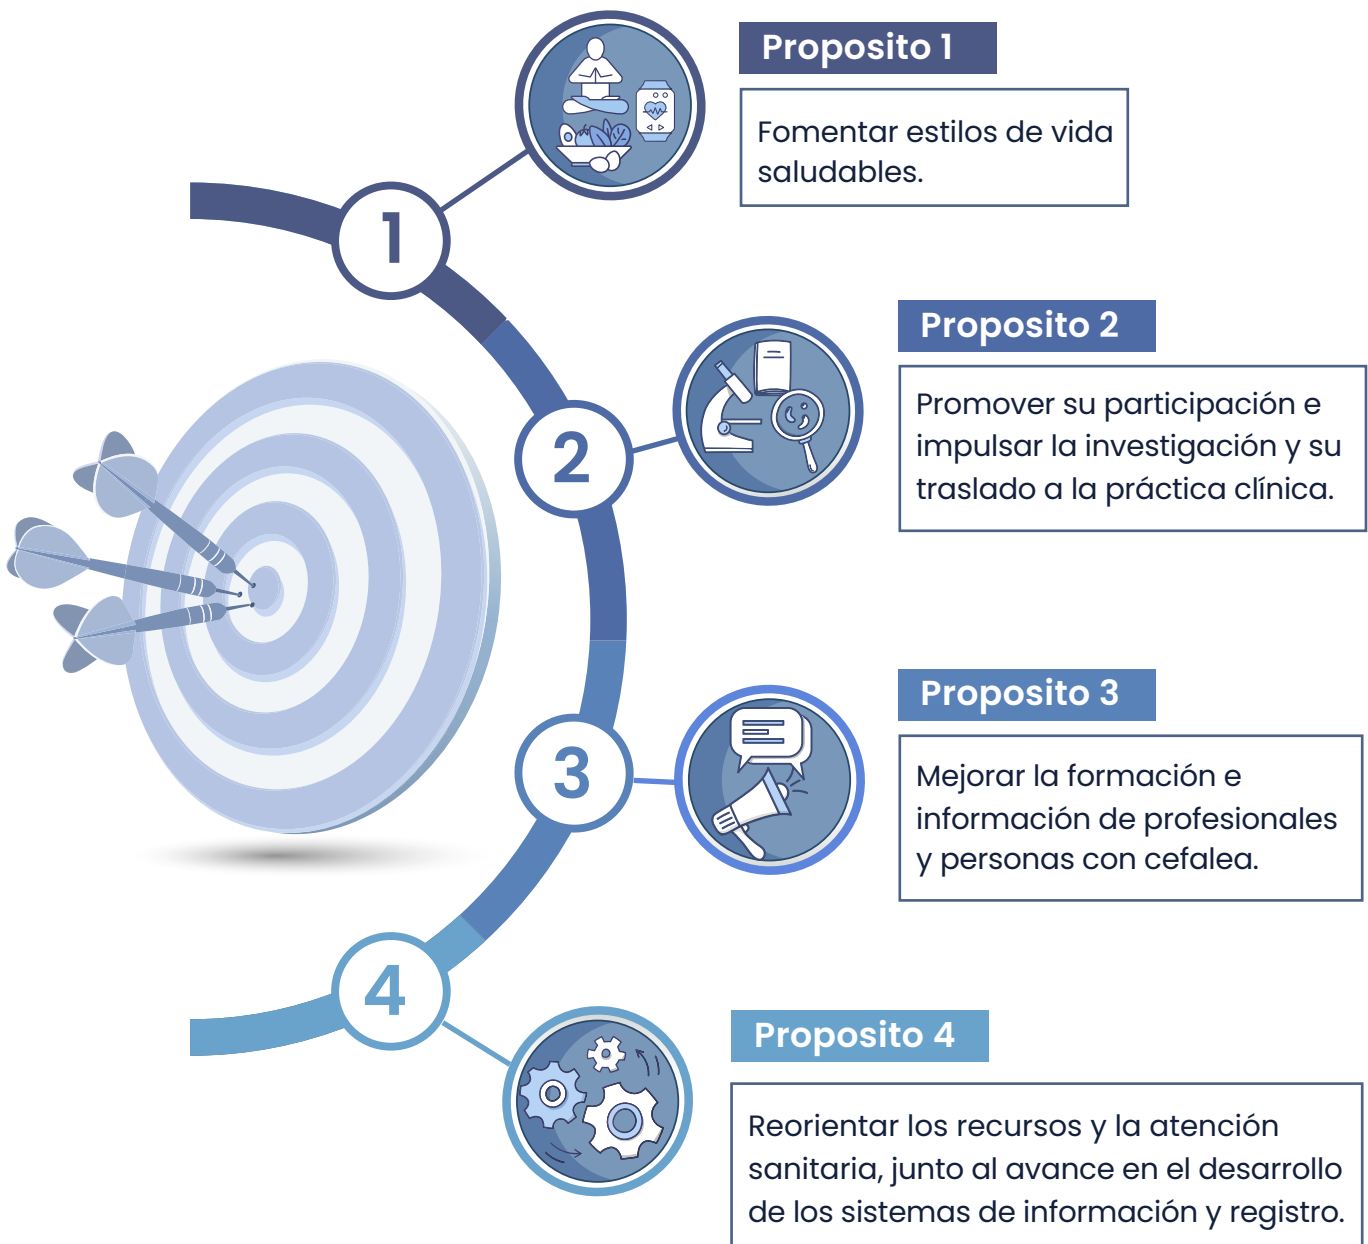 1
Proposito 1
Fomentar estilos de vida
saludables.
2
Proposito 2
Promover su participación e
impulsar la investigación y su
traslado a la práctica clínica.
3
Proposito 3
Mejorar la formación e
información de profesionales
y personas con cefalea.
4
Proposito 4
Reorientar los recursos y la atención
sanitaria, junto al avance en el desarrollo
de los sistemas de información y registro.